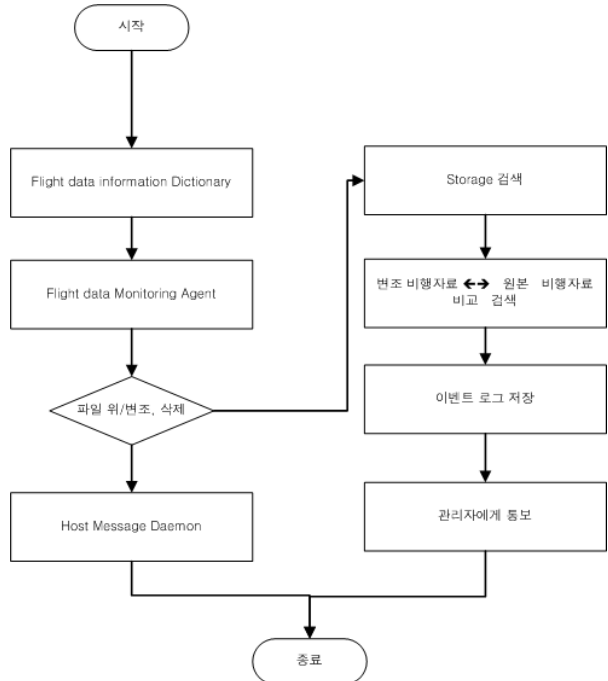 시작
Flight data information Dictionary
Flight data Monitoring Agent
파일 위/변조, 삭제
Host Message Daemon
Storage 검색
변조 비행자료 ←→ 원본 비행자료
비교 검색
이벤트 로그 저장
관리자에게 통보
종료